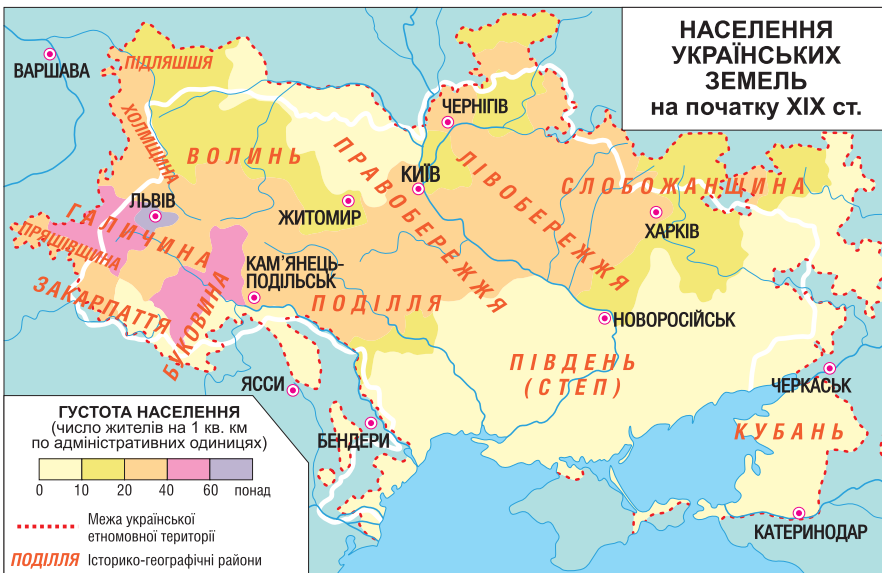 НАСЕЛЕННЯ
УКРАЇНСЬКИХ
ЗЕМЕЛЬ
на початку ХІХ ст.
ВАРШАВА
ПІДЛЯШШЯ
ХОЛМЩИНА
ВОЛИНЬ
ПРАВОБЕРЕЖЖЯ
ЧЕРНІГІВ
ЛІВОБЕРЕЖЖЯ
СЛОБОЖАНЩИНА
КИЇВ
ЖИТОМИР
ЛЬВІВ
ГАЛИЧИНА
ПРЯШІВЩИНА
ХАРКІВ
ЗАКАРПАТТЯ
БУКОВИНА
КАМ’ЯНЕЦЬ-
ПОДІЛЬСЬК
ПОДІЛЛЯ
НОВОРОСІЙСЬК
ПІВДЕНЬ
(СТЕП)
ЯССИ
БЕНДЕРИ
ЧЕРКАСЬК
КУБАНЬ
КАТЕРИНОДАР
ГУСТОТА НАСЕЛЕННЯ
(число жителів на 1 кв. км
по адміністративних одиницях)
0 10 20 40 60 понад
Межа української
етномовної території
ПОДІЛЛЯ Історико-географічні райони